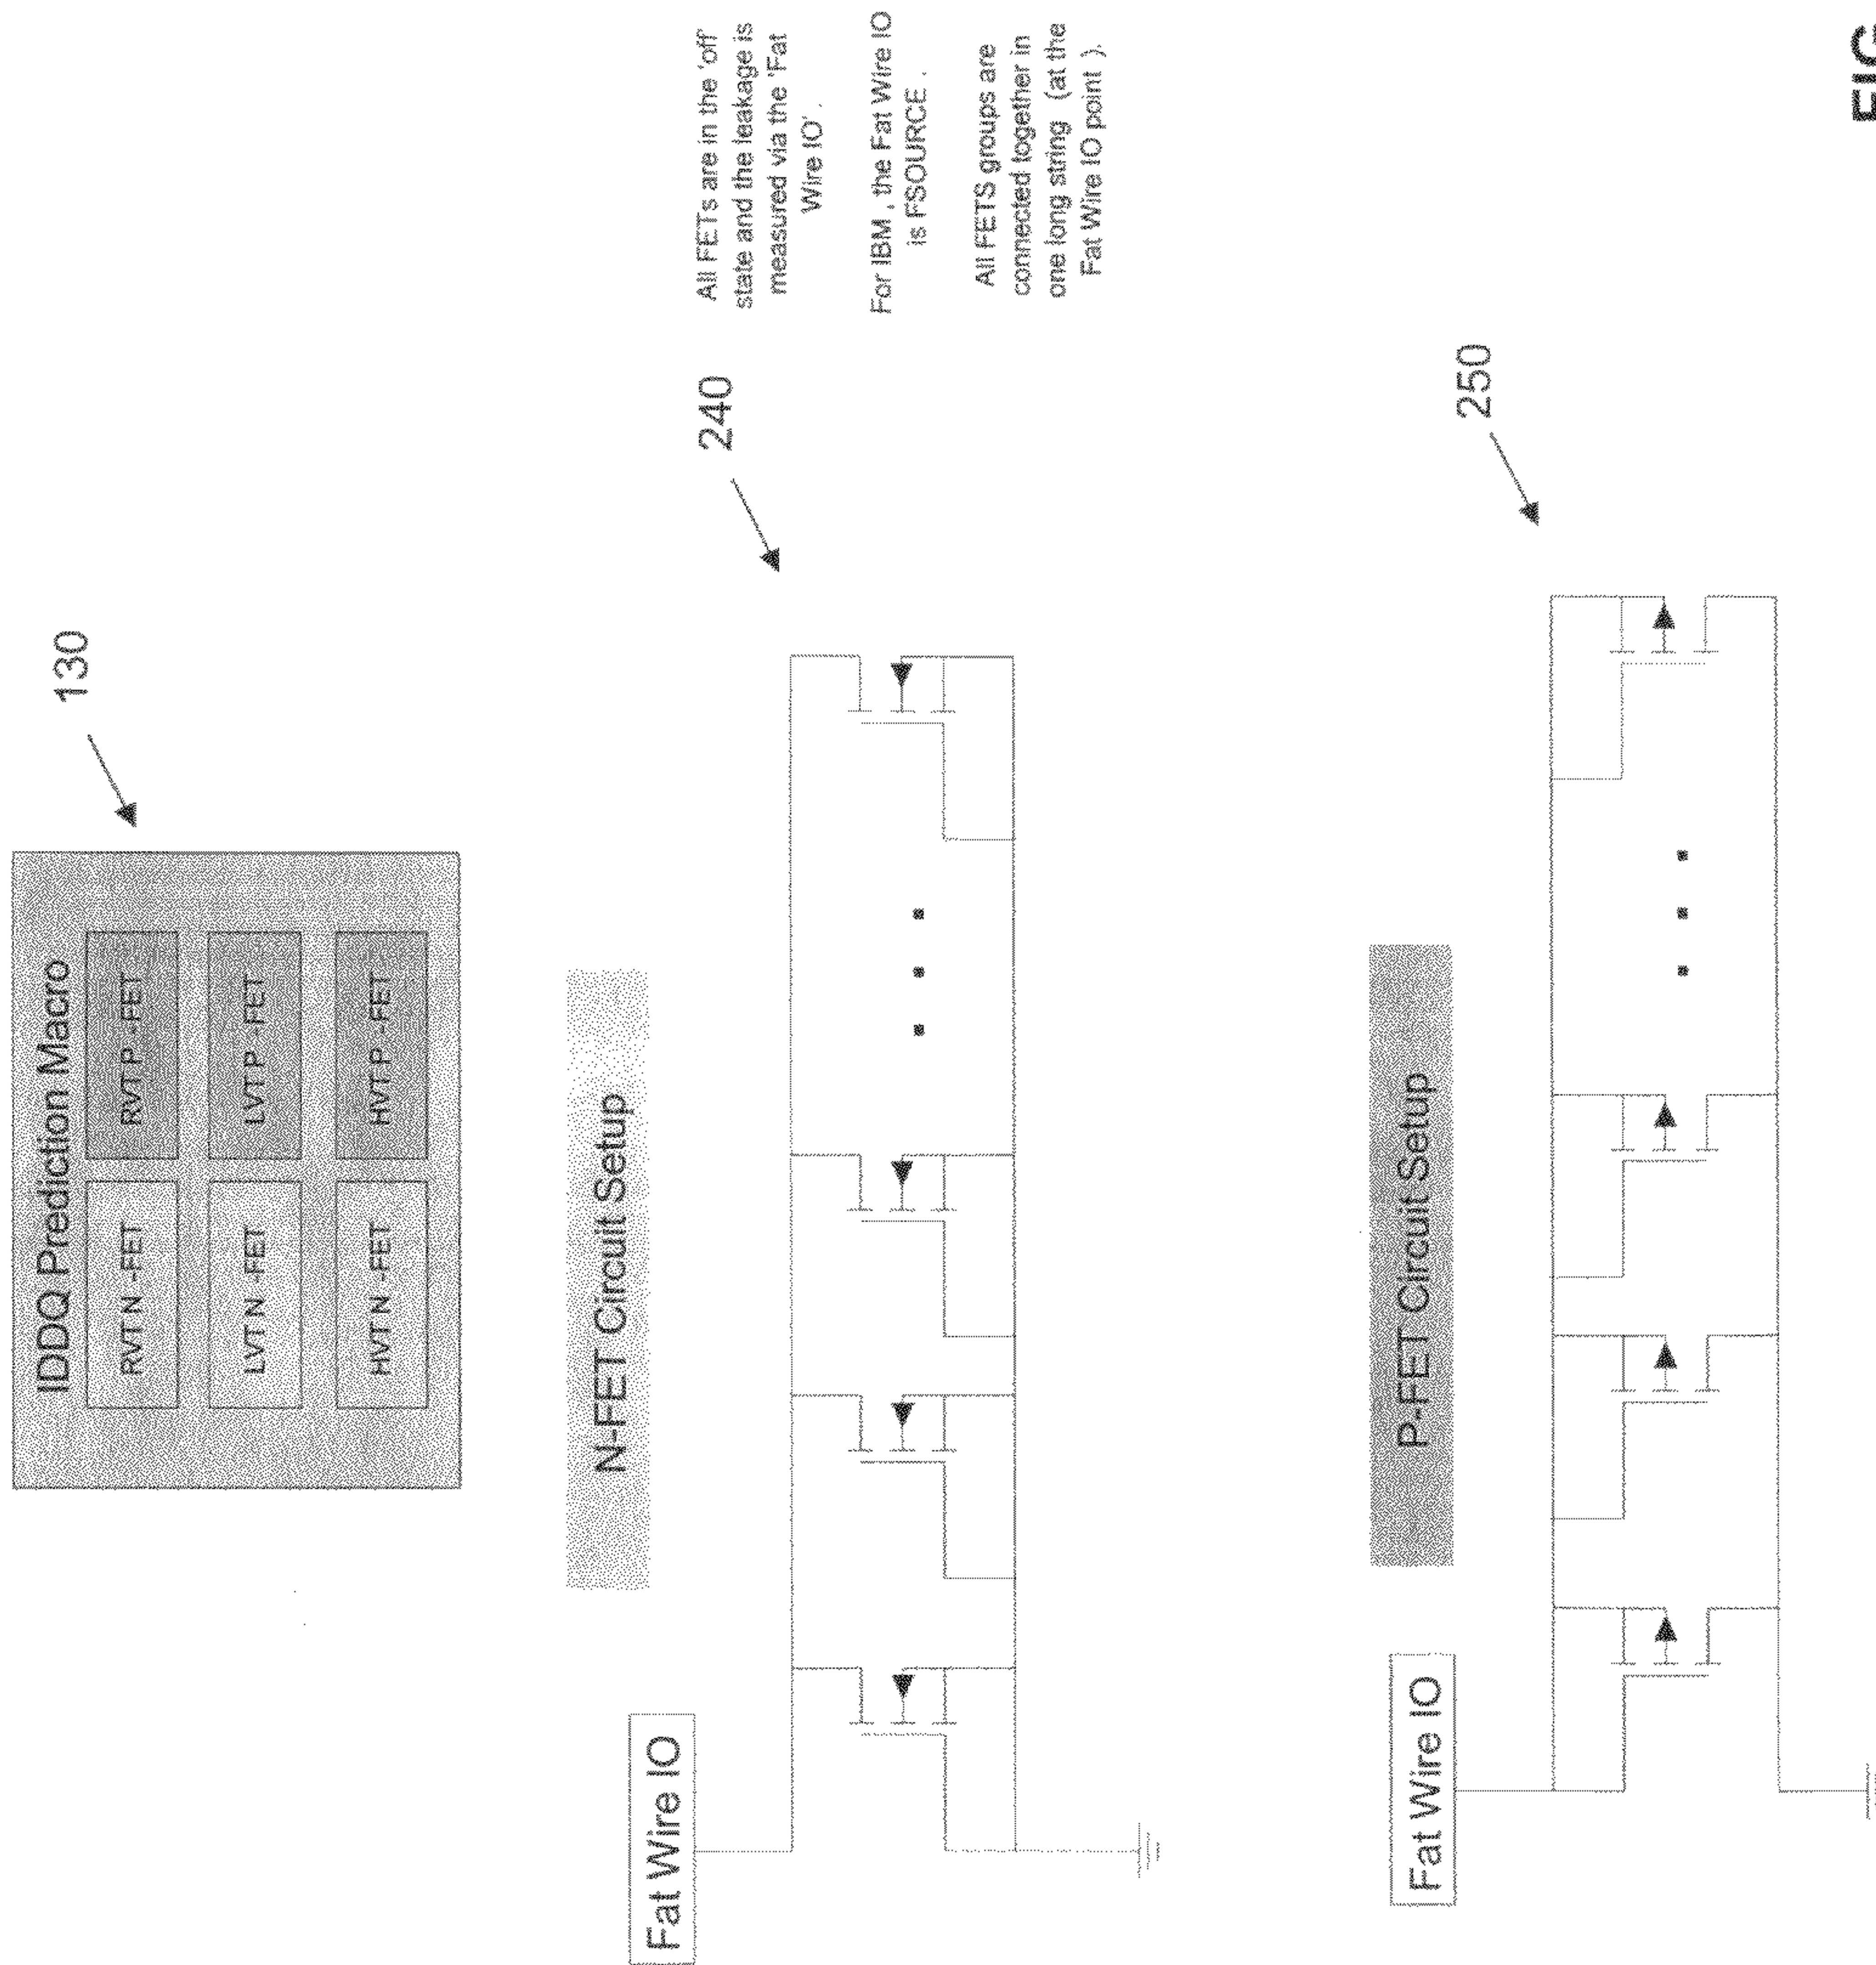 IDDQ Prediction Macro
RVT N -FET
RVT P -FET
LVT N -FET
LVT P -FET
HVT N -FET
HVT P -FET
130
N-FET Circuit Setup
Fat Wire IO
240
All FETs are in the 'off'
state and the leakage is
measured via the 'Fat
Wire IO'.
For IBM , the Fat Wire IO
is FSOURCE .
All FETS groups are
connected together in
one long string (at the
Fat Wire IO point ).
P-FET Circuit Setup
Fat Wire IO
250
FIG